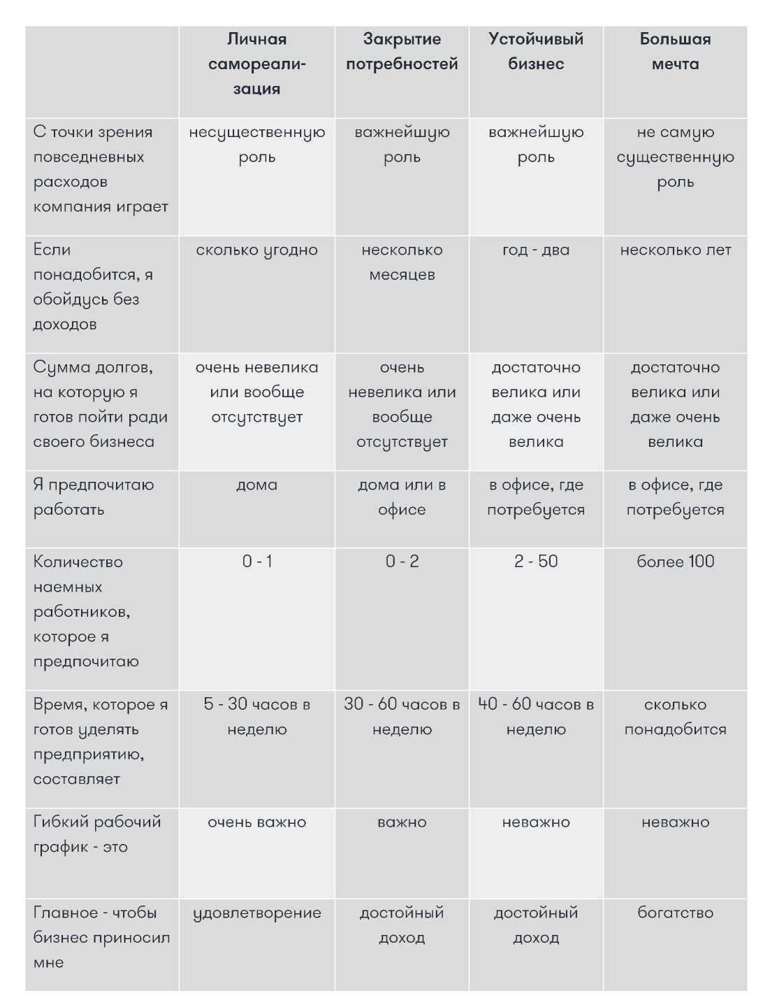 Личная
самореали-
зация
Закрытие
потребностей
Устойчивый
бизнес
Большая
мечта
С точки зрения
повседневных
расходов
компания играет
несущественную
роль
важнейшую
роль
важнейшую
роль
не самую
существенную
роль
Если
понадобится, я
обойдусь без
доходов
сколько угодно
несколько
месяцев
год - два
несколько лет
Сумма долгов,
на которую я
готов пойти ради
своего бизнеса
очень невелика
или вообще
отсутствует
очень
невелика или
вообще
отсутствует
достаточно
велика или
даже очень
велика
достаточно
велика или
даже очень
велика
Я предпочитаю
работать
дома
дома или в
офисе
в офисе, где
потребуется
в офисе, где
потребуется
Количество
наемных
работников,
которое я
предпочитаю
0 - 1
0 - 2
2 - 50
более 100
Время, которое я
готов уделять
предприятию,
составляет
5 - 30 часов в
неделю
30 - 60 часов в
неделю
40 - 60 часов в
неделю
сколько
понадобится
Гибкий рабочий
график - это
очень важно
важно
неважно
неважно
Главное - чтобы
бизнес приносил
мне
удовлетворение
достойный
доход
достойный
доход
богатство